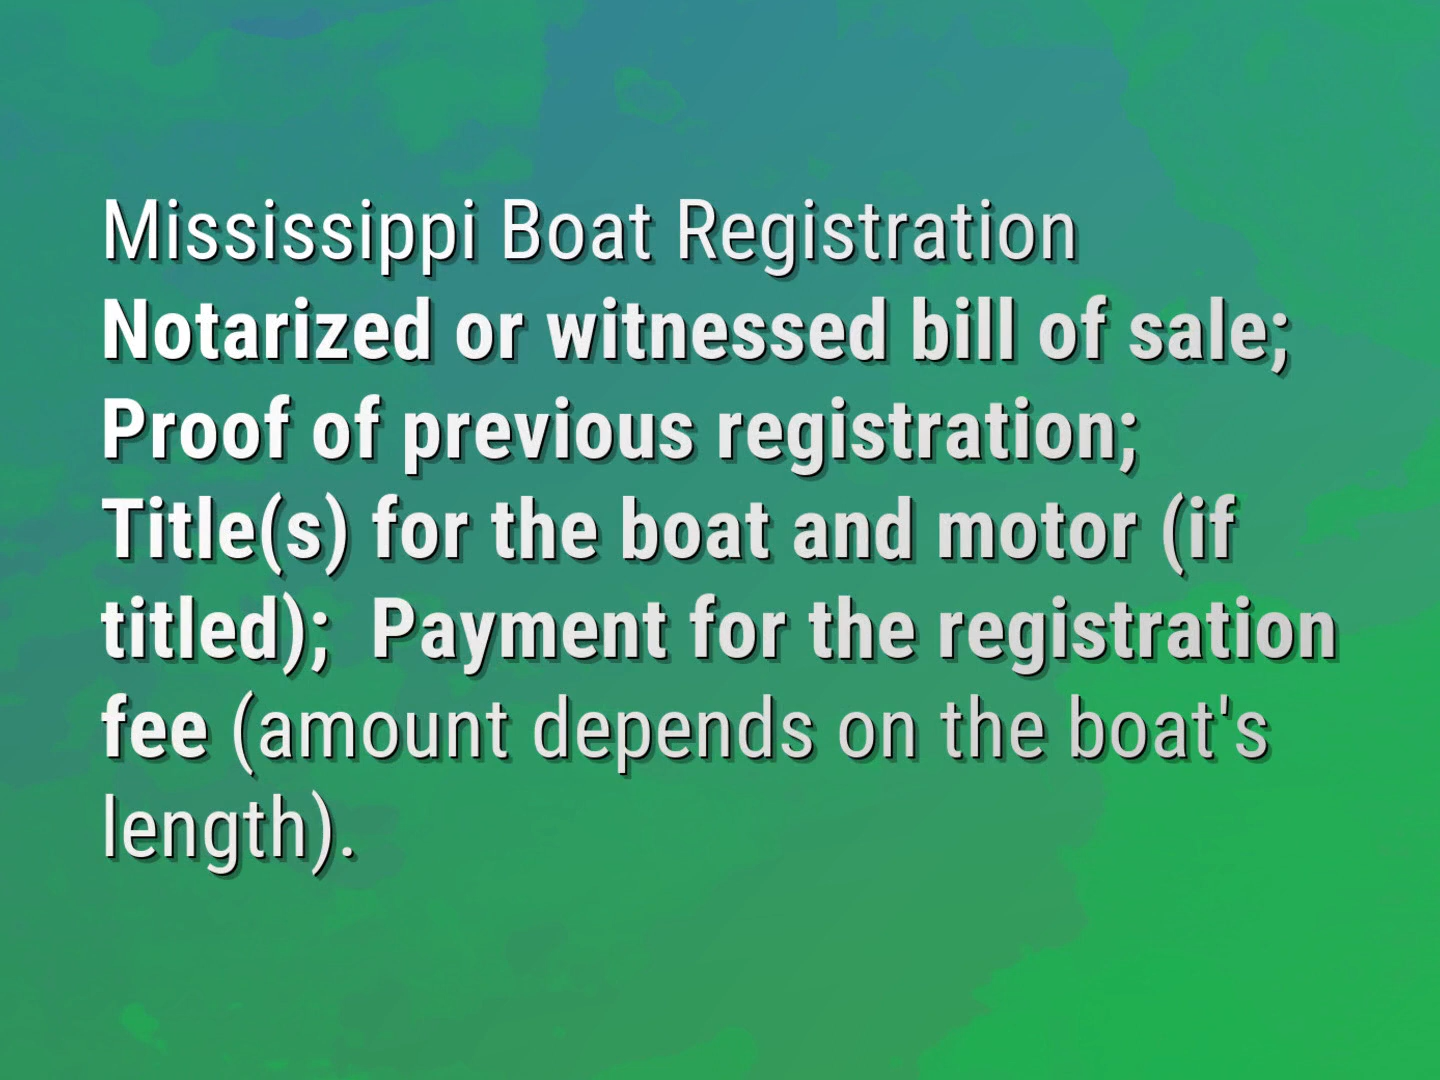 Mississippi Boat Registration
Notarized or witnessed bill of sale;
Proof of previous registration;
Title(s) for the boat and motor (if
titled);  Payment for the registration
fee (amount depends on the boat's
length).